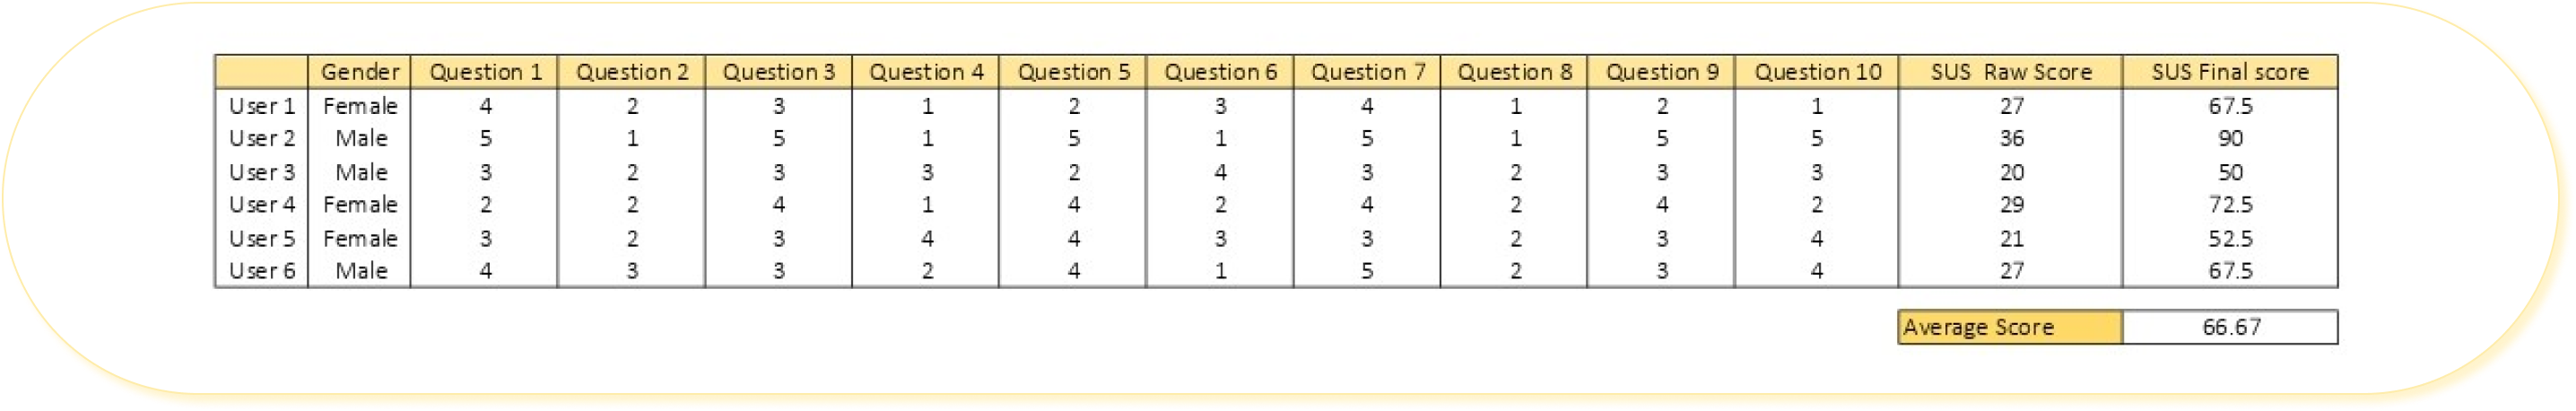 Gender Question 1 Question 2 Question 3 Question 4 Question 5 Question 6 Question 7 Question 8 Question 9 Question 10 SUS Raw Score SUS Final score
User 1 Female 4 2 3 1 2 3 4 1 2 1 27 67.5
User 2 Male 5 1 5 1 5 1 5 1 5 5 36 90
User 3 Male 3 2 3 3 2 4 3 2 3 3 20 50
User 4 Female 2 2 4 1 4 2 4 2 4 2 29 72.5
User 5 Female 3 2 3 4 4 3 3 2 3 4 21 52.5
User 6 Male 4 3 3 2 4 1 5 2 3 4 27 67.5
Average Score 66.67